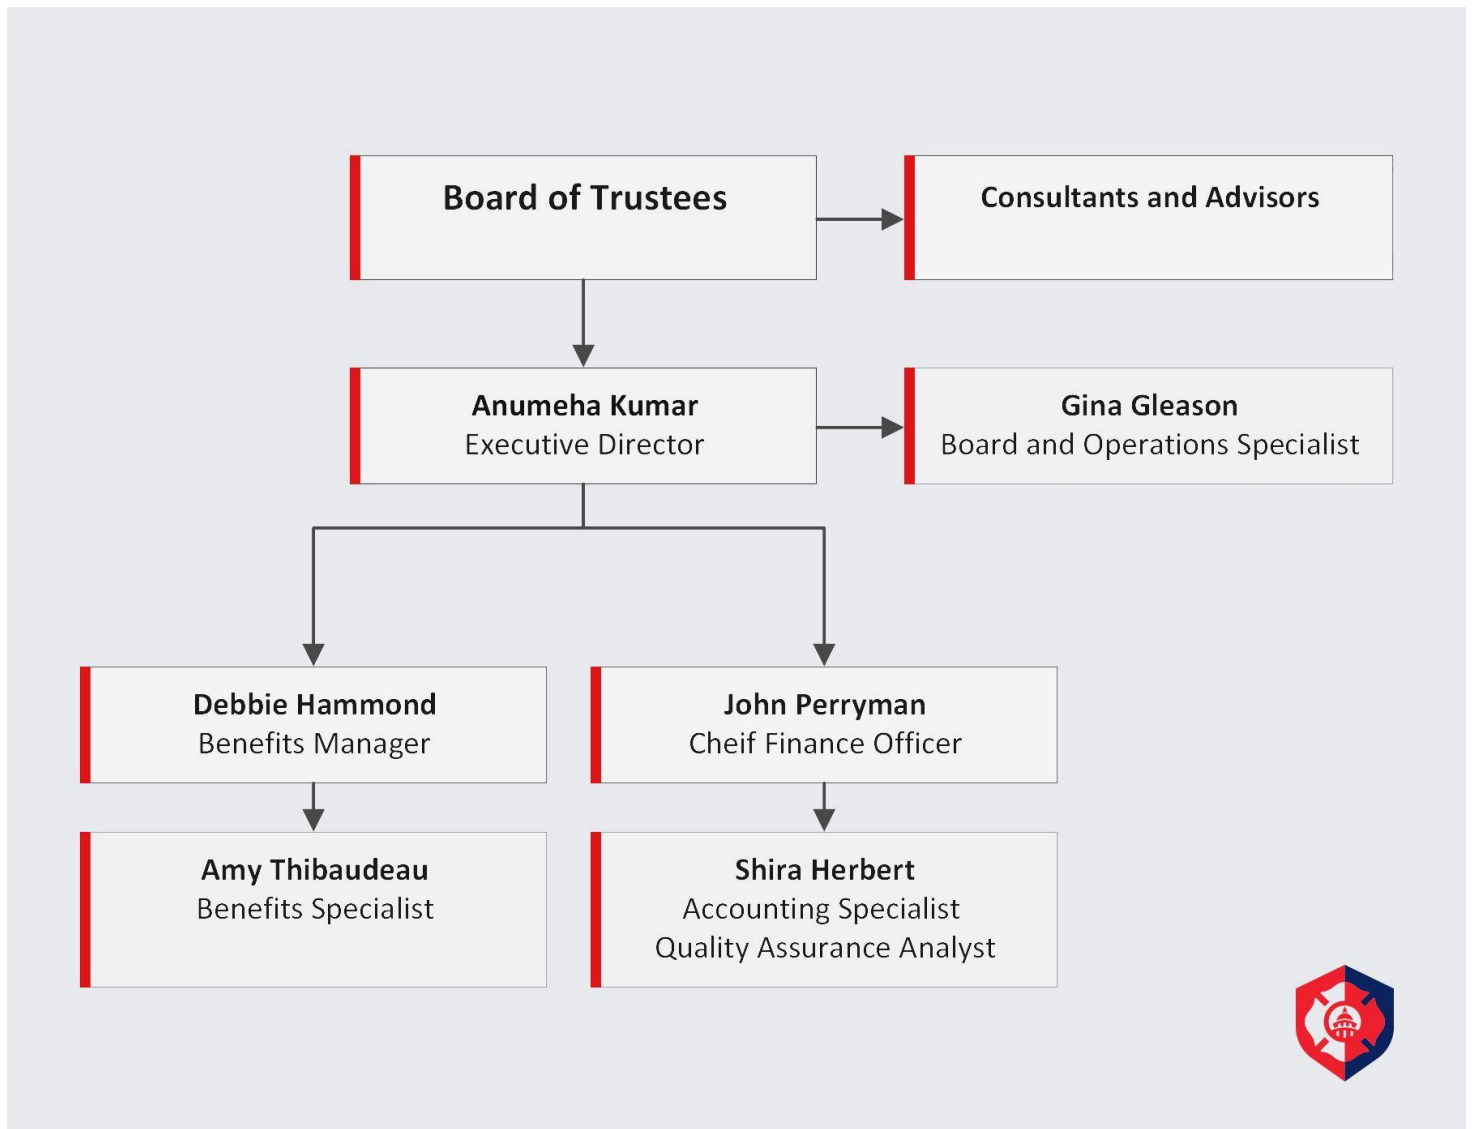 Board of Trustees
Consultants and Advisors
Anumeha Kumar
Executive Director
Gina Gleason
Board and Operations Specialist
Debbie Hammond
Benefits Manager
John Perryman
Cheif Finance Officer
Amy Thibaudeau
Benefits Specialist
Shira Herbert
Accounting Specialist
Quality Assurance Analyst